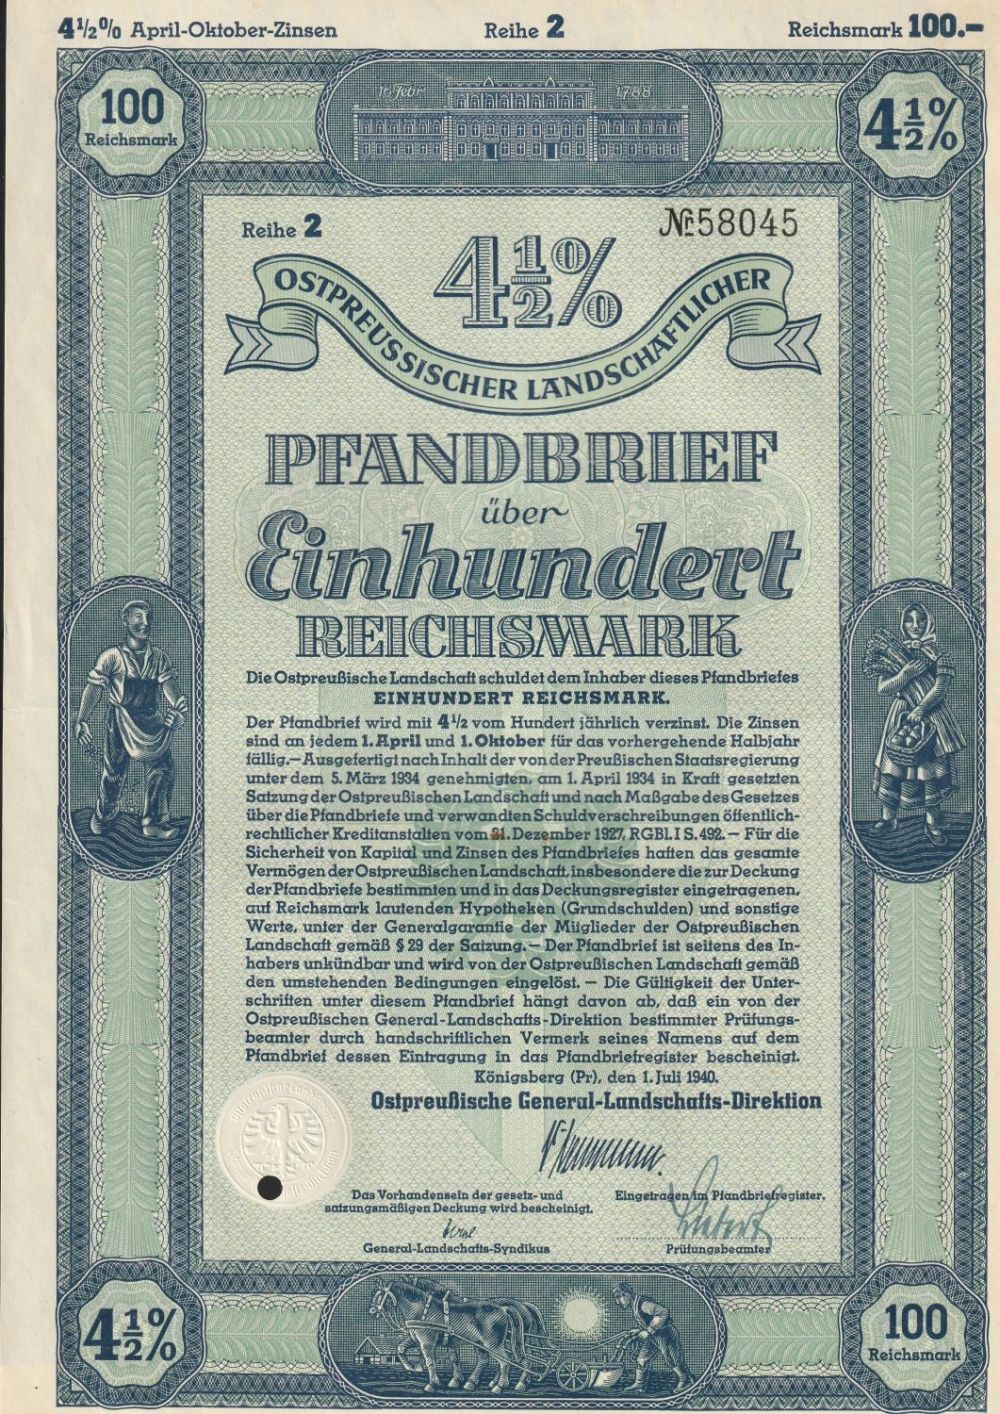 4 1/2 % April-Oktober-Zinsen Reihe 2 Reichsmark 100.–
100
Reichsmark
16 Febr. 1788
4 1/2 %
Reihe 2
№ 58045
4 1/2 %
OSTPREUSSISCHER LANDSCHAFTLICHER
PFANDBRIEF
über
Einhundert
REICHSMARK
Die Ostpreußische Landschaft schuldet dem Inhaber dieses Pfandbriefes
EINHUNDERT REICHSMARK.
Der Pfandbrief wird mit 4 1/2 vom Hundert jährlich verzinst. Die Zinsen
sind an jedem 1. April und 1. Oktober für das vorhergehende Halbjahr
fällig.— Ausgefertigt nach Inhalt der von der Preußischen Staatsregierung
unter dem 5. März 1934 genehmigten, am 1. April 1934 in Kraft gesetzten
Satzung der Ostpreußischen Landschaft und nach Maßgabe des Gesetzes
über die Pfandbriefe und verwandten Schuldverschreibungen öffentlich-
rechtlicher Kreditanstalten vom 21. Dezember 1927, RGBl. I S. 492.— Für die
Sicherheit von Kapital und Zinsen des Pfandbriefes haften das gesamte
Vermögen der Ostpreußischen Landschaft, insbesondere die zur Deckung
der Pfandbriefe bestimmten und in das Deckungsregister eingetragenen,
auf Reichsmark lautenden Hypotheken (Grundschulden) und sonstige
Werte, unter der Generalgarantie der Mitglieder der Ostpreußischen
Landschaft gemäß § 29 der Satzung.— Der Pfandbrief ist seitens des In-
habers unkündbar und wird von der Ostpreußischen Landschaft gemäß
den umstehenden Bedingungen eingelöst. — Die Gültigkeit der Unter-
schriften unter diesem Pfandbrief hängt davon ab, daß ein von der
Ostpreußischen General-Landschafts-Direktion bestimmter Prüfungs-
beamter durch handschriftlichen Vermerk seines Namens auf dem
Pfandbrief dessen Eintragung in das Pfandbriefregister bescheinigt.
Königsberg (Pr), den 1. Juli 1940.
Ostpreußische General-Landschafts-Direktion
Das Vorhandensein der gesetz- und
satzungsmäßigen Deckung wird bescheinigt.
General-Landschafts-Syndikus
Eingetragen im Pfandbriefregister.
Prüfungsbeamter
4 1/2 %
100
Reichsmark